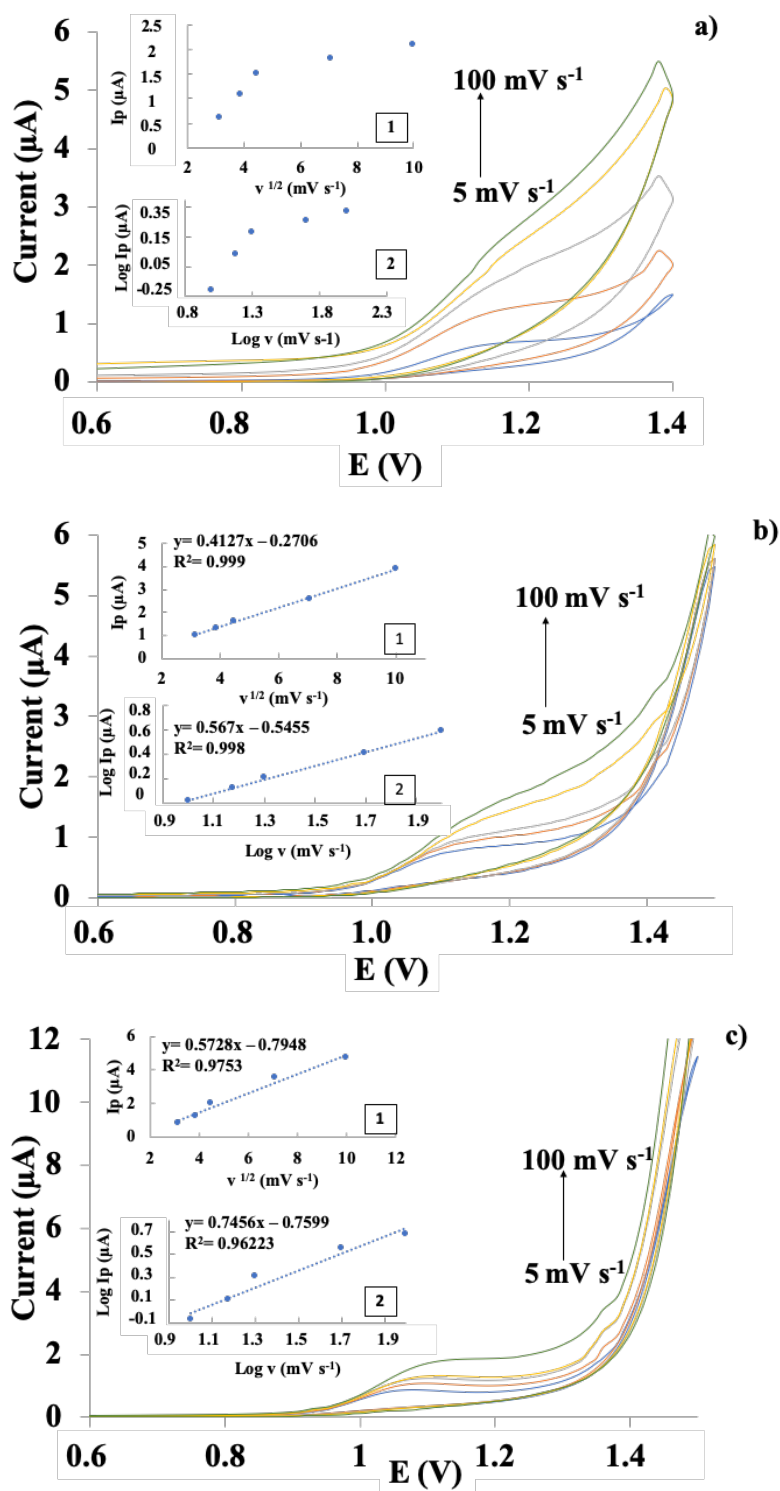 a)
6
5
4
3
2
1
0
Current (µA)
0.6 0.8 1.0 1.2 1.4
E (V)
100 mV s-1
5 mV s-1
2.5
2
1.5
1
0.5
0
Ip (µA)
2 4 6 8 10
v 1/2 (mV s-1)
1
0.35
0.15
0.05
-0.25
Log Ip (µA)
0.8 1.3 1.8 2.3
Log v (mV s-1)
2
b)
6
5
4
3
2
1
0
Current (µA)
0.6 0.8 1.0 1.2 1.4
E (V)
100 mV s-1
5 mV s-1
y= 0.4127x – 0.2706
R2= 0.999
5
4
3
2
1
0
Ip (µA)
2 4 6 8 10
v1/2 (mV s-1)
1
y= 0.567x – 0.5455
R2= 0.998
0.8
0.6
0.4
0.2
0
Log Ip (µA)
0.9 1.1 1.3 1.5 1.7 1.9
Log v (mV s-1)
2
c)
12
10
8
6
4
2
0
Current (µA)
0.6 0.8 1 1.2 1.4
E (V)
100 mV s-1
5 mV s-1
y= 0.5728x – 0.7948
R2= 0.9753
6
4
2
0
Ip (µA)
2 4 6 8 10 12
v 1/2 (mV s-1)
1
y= 0.7456x – 0.7599
R2= 0.96223
0.7
0.5
0.3
0.1
-0.1
Log Ip (µA)
0.9 1.1 1.3 1.5 1.7 1.9
Log v (mV s-1)
2